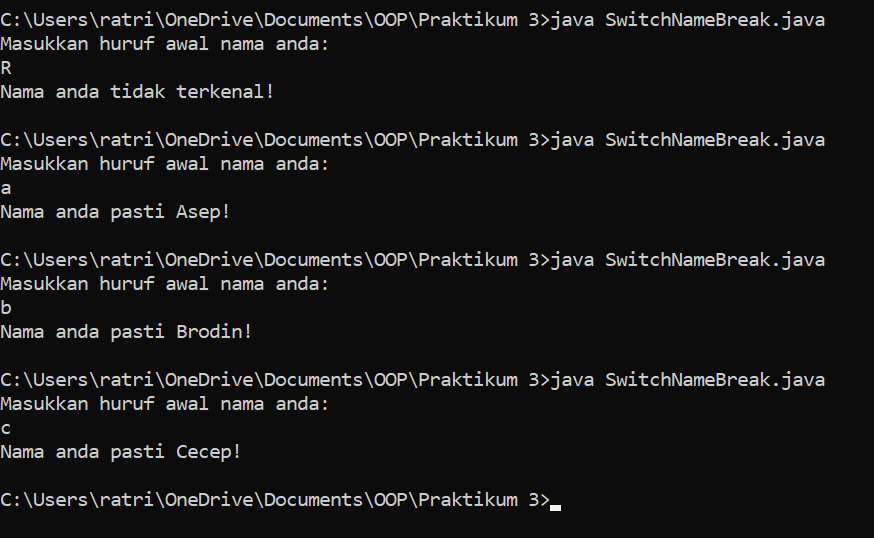 C:\Users\ratri\OneDrive\Documents\OOP\Praktikum 3>java SwitchNameBreak.java
Masukkan huruf awal nama anda:
R
Nama anda tidak terkenal!
C:\Users\ratri\OneDrive\Documents\OOP\Praktikum 3>java SwitchNameBreak.java
Masukkan huruf awal nama anda:
a
Nama anda pasti Asep!
C:\Users\ratri\OneDrive\Documents\OOP\Praktikum 3>java SwitchNameBreak.java
Masukkan huruf awal nama anda:
b
Nama anda pasti Brodin!
C:\Users\ratri\OneDrive\Documents\OOP\Praktikum 3>java SwitchNameBreak.java
Masukkan huruf awal nama anda:
c
Nama anda pasti Cecep!
C:\Users\ratri\OneDrive\Documents\OOP\Praktikum 3>